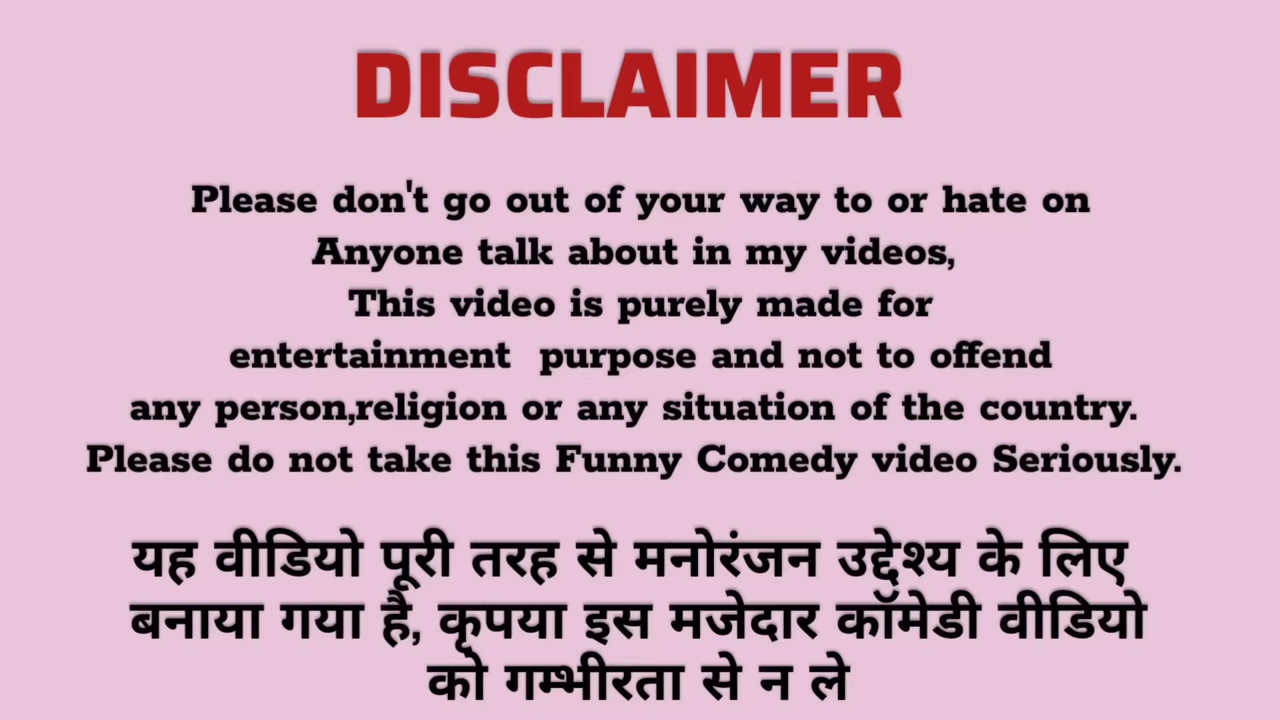 DISCLAIMER
Please don't go out of your way to or hate on
Anyone talk about in my videos,
This video is purely made for
entertainment  purpose and not to offend
any person,religion or any situation of the country.
Please do not take this Funny Comedy video Seriously.
यह वीडियो पूरी तरह से मनोरंजन उद्देश्य के लिए
बनाया गया है, कृपया इस मजेदार कॉमेडी वीडियो
को गम्भीरता से न ले